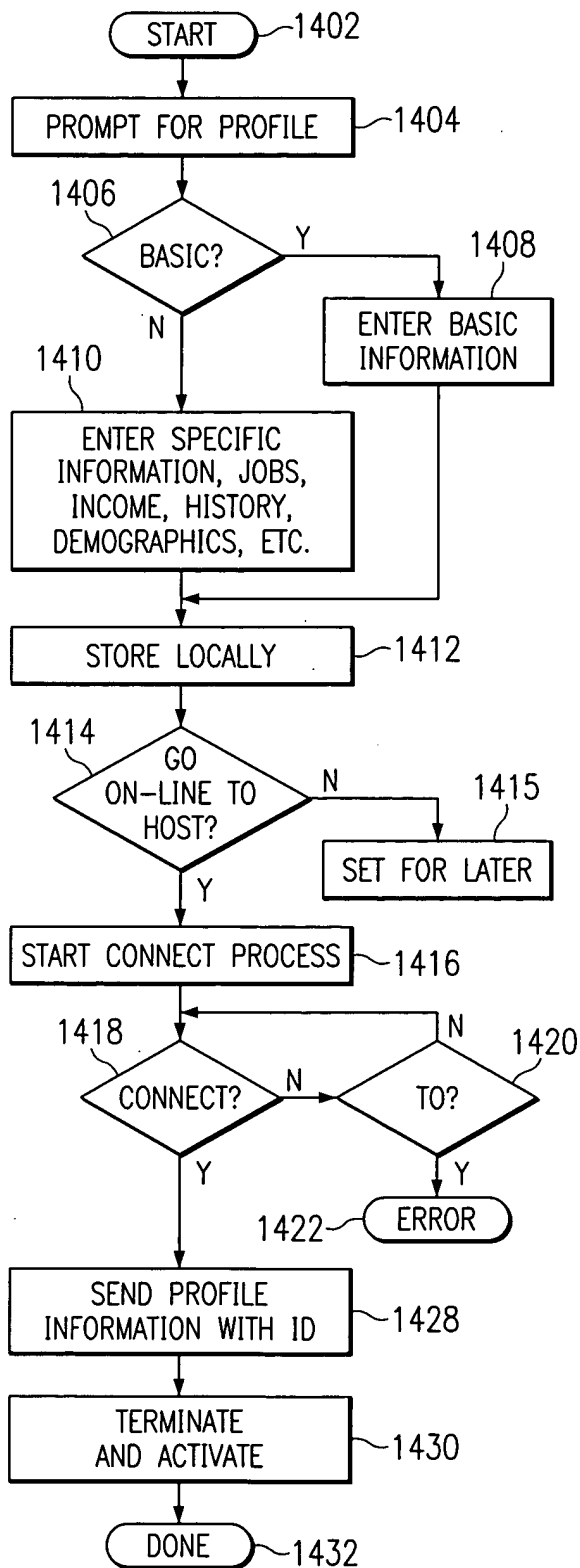 START
1402
PROMPT FOR PROFILE
1404
1406
BASIC?
Y
N
1408
ENTER BASIC
INFORMATION
1410
ENTER SPECIFIC
INFORMATION, JOBS,
INCOME, HISTORY,
DEMOGRAPHICS, ETC.
STORE LOCALLY
1412
1414
GO
ON-LINE TO
HOST?
N
Y
1415
SET FOR LATER
START CONNECT PROCESS
1416
1418
CONNECT?
N
Y
N
1420
TO?
Y
1422
ERROR
SEND PROFILE
INFORMATION WITH ID
1428
TERMINATE
AND ACTIVATE
1430
DONE
1432